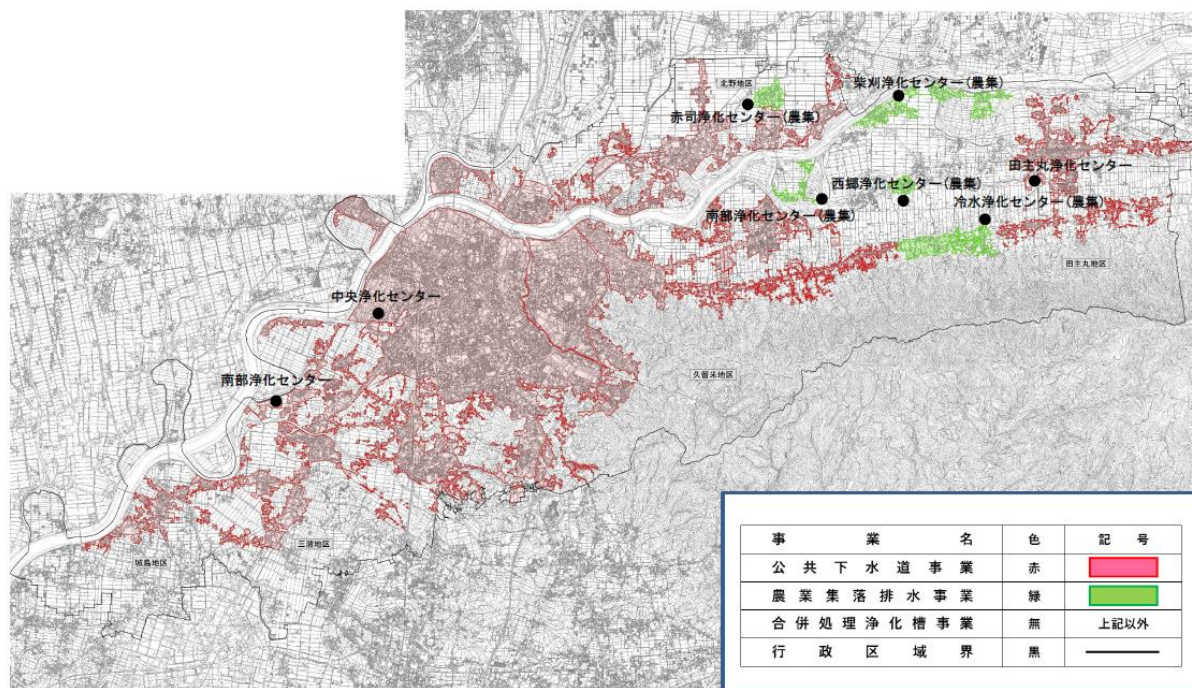 北野地区
柴刈浄化センター(農集)
赤司浄化センター(農集)
田主丸浄化センター
西郷浄化センター(農集)
冷水浄化センター(農集)
南部浄化センター(農集)
田主丸地区
中央浄化センター
久留米地区
南部浄化センター
三潴地区
城島地区
事業名 色 記号
公共下水道事業 赤
農業集落排水事業 緑
合併処理浄化槽事業 無 上記以外
行政区域界 黒